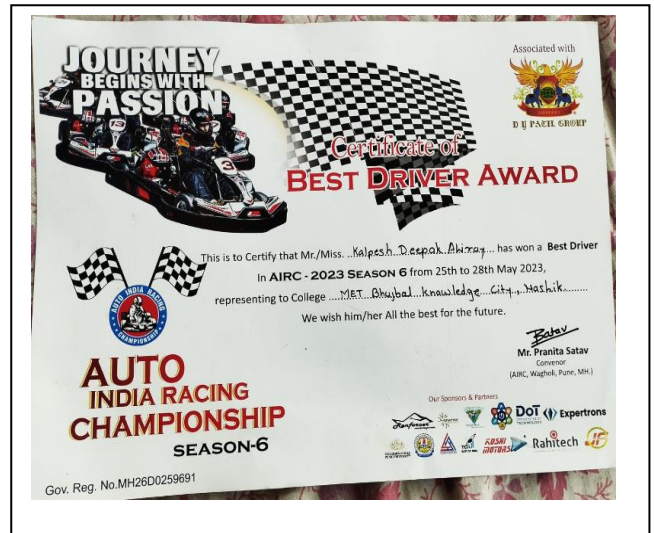 JOURNEY
BEGINS WITH
PASSION
Associated with
D Y PATIL GROUP
Certificate of
BEST DRIVER AWARD
This is to Certify that Mr./Miss. Kalpesh Deepak Ahiray has won a Best Driver
In AIRC - 2023 SEASON 6 from 25th to 28th May 2023,
representing to College MET Bhujbal knowledge City, Nashik
We wish him/her All the best for the future.
AUTO INDIA RACING
CHAMPIONSHIP
Mr. Pranita Satav
Convenor
(AIRC, Wagholi, Pune, MH.)
AUTO
INDIA RACING
CHAMPIONSHIP
SEASON-6
Our Sponsors & Partners
DOT
TECHNOLOGY
Expertrons
KOSHI
MOTORS
Rahitech
Gov. Reg. No.MH26D0259691